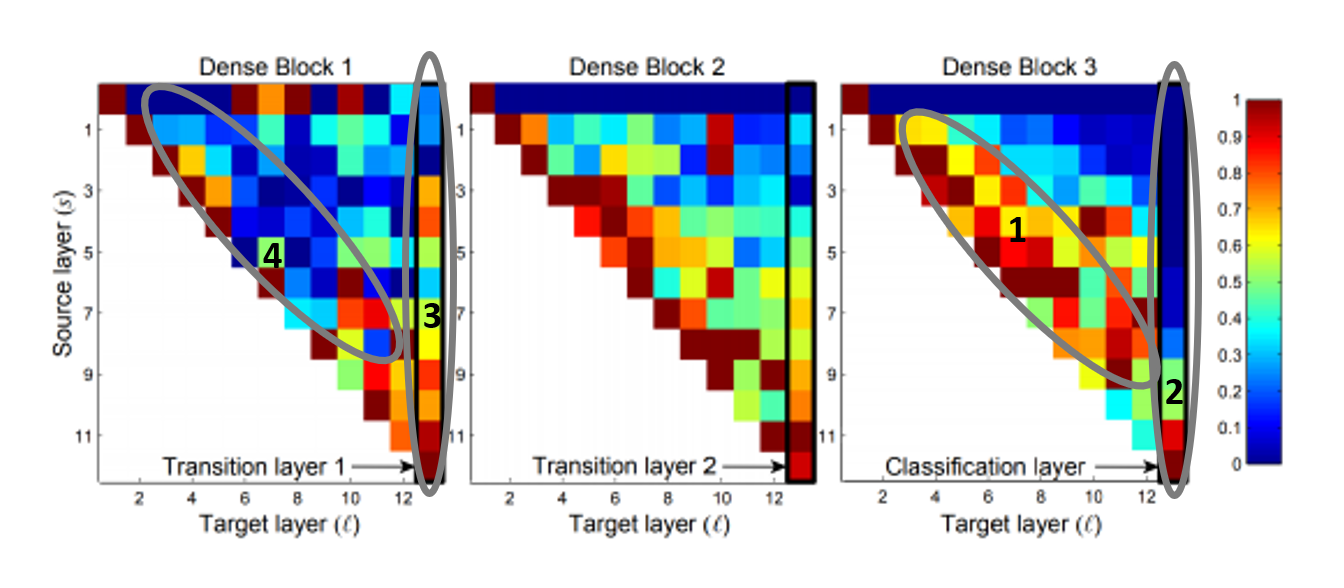 Dense Block 1
Dense Block 2
Dense Block 3
Source layer (s)
1
3
5
7
9
11
1
3
5
7
9
11
1
3
5
7
9
11
4
3
1
2
1
0.9
0.8
0.7
0.6
0.5
0.4
0.3
0.2
0.1
0
Transition layer 1
Transition layer 2
Classification layer
2 4 6 8 10 12
2 4 6 8 10 12
2 4 6 8 10 12
Target layer (ℓ)
Target layer (ℓ)
Target layer (ℓ)